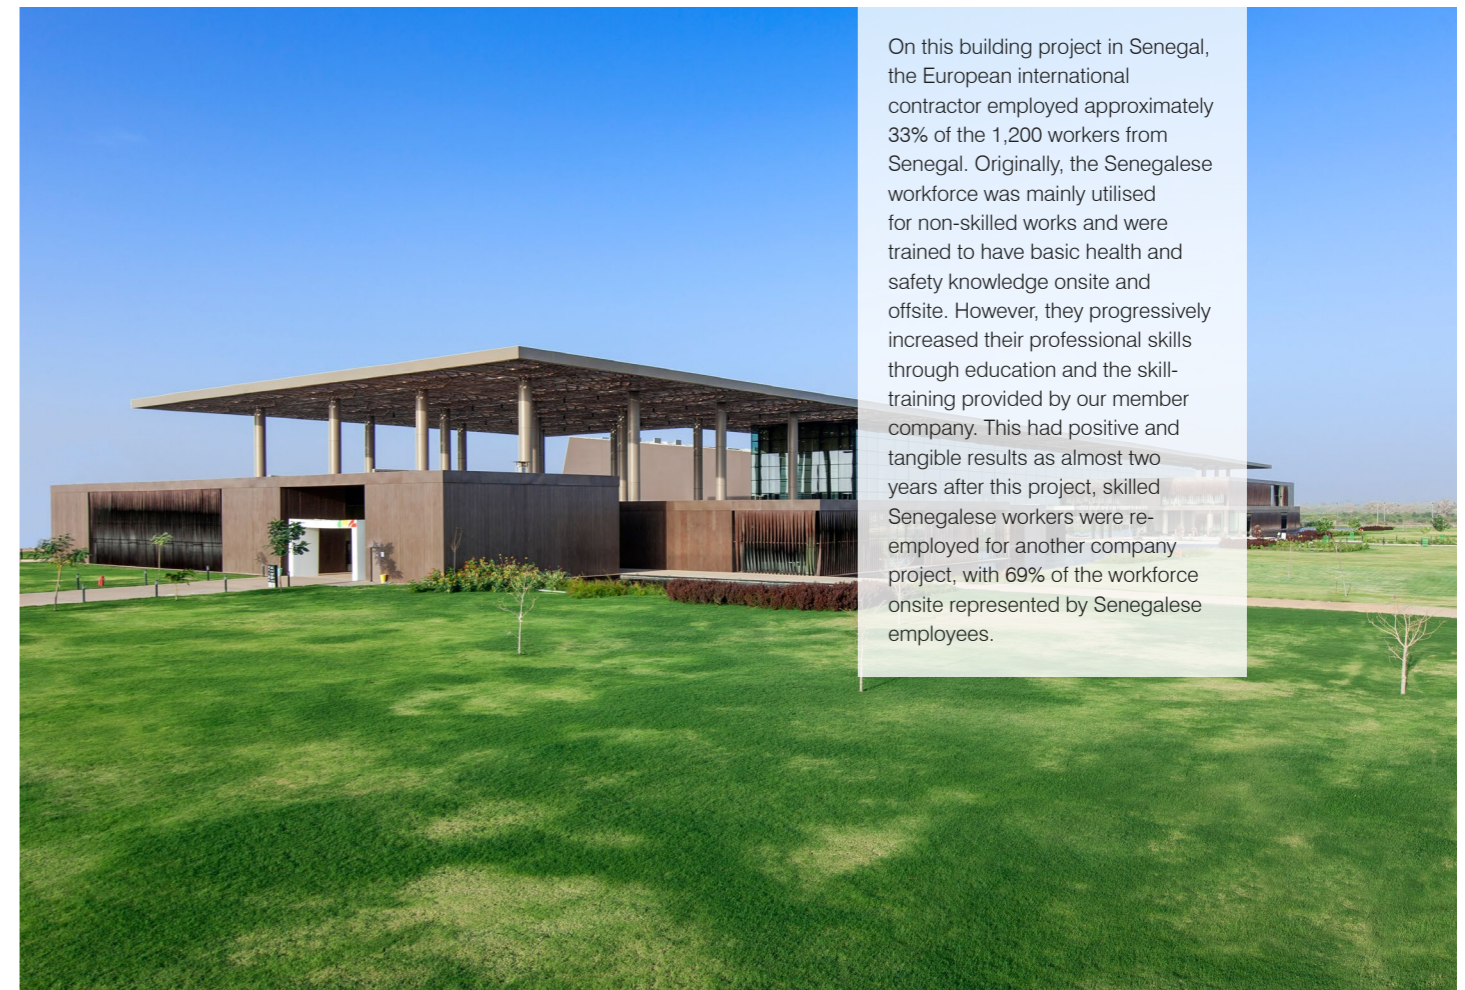 On this building project in Senegal,
the European international
contractor employed approximately
33% of the 1,200 workers from
Senegal. Originally, the Senegalese
workforce was mainly utilised
for non-skilled works and were
trained to have basic health and
safety knowledge onsite and
offsite. However, they progressively
increased their professional skills
through education and the skill-
training provided by our member
company. This had positive and
tangible results as almost two
years after this project, skilled
Senegalese workers were re-
employed for another company
project, with 69% of the workforce
onsite represented by Senegalese
employees.